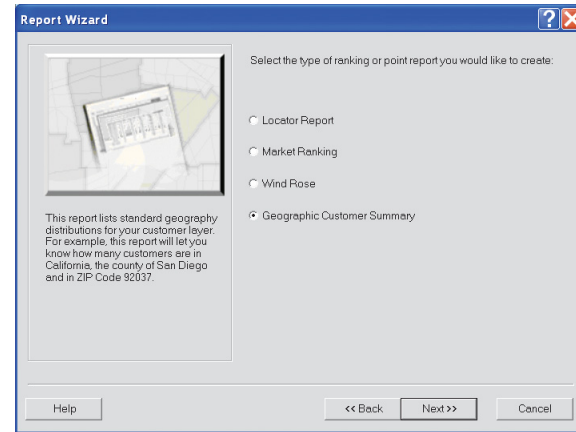 Report Wizard
Select the type of ranking or point report you would like to create:
Locator Report
Market Ranking
Wind Rose
Geographic Customer Summary
This report lists standard geography
distributions for your customer layer.
For example, this report will let you
know how many customers are in
California, the county of San Diego
and in ZIP Code 92037.
Help
<< Back
Next >>
Cancel